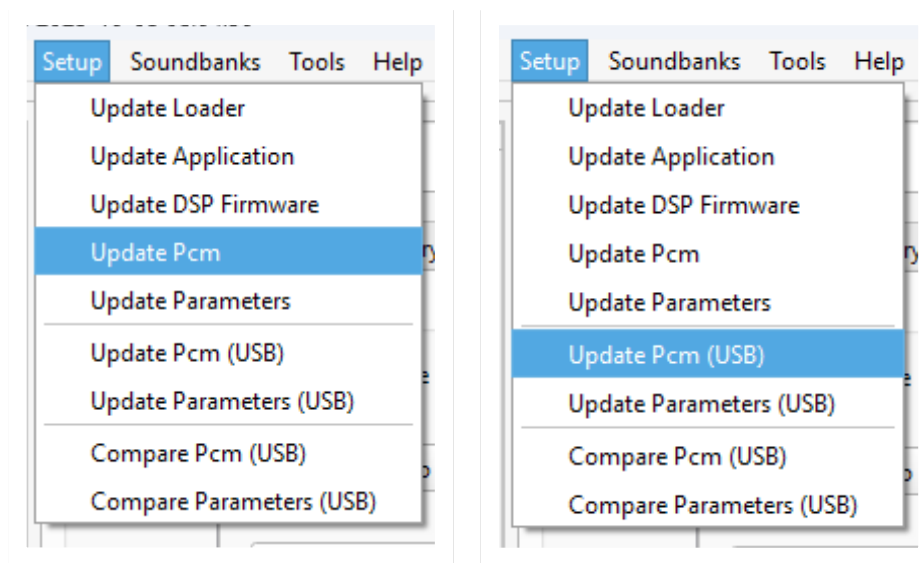 Setup Soundbanks Tools Help
Update Loader
Update Application
Update DSP Firmware
Update Pcm
Update Parameters
Update Pcm (USB)
Update Parameters (USB)
Compare Pcm (USB)
Compare Parameters (USB)
Setup Soundbanks Tools Help
Update Loader
Update Application
Update DSP Firmware
Update Pcm
Update Parameters
Update Pcm (USB)
Update Parameters (USB)
Compare Pcm (USB)
Compare Parameters (USB)